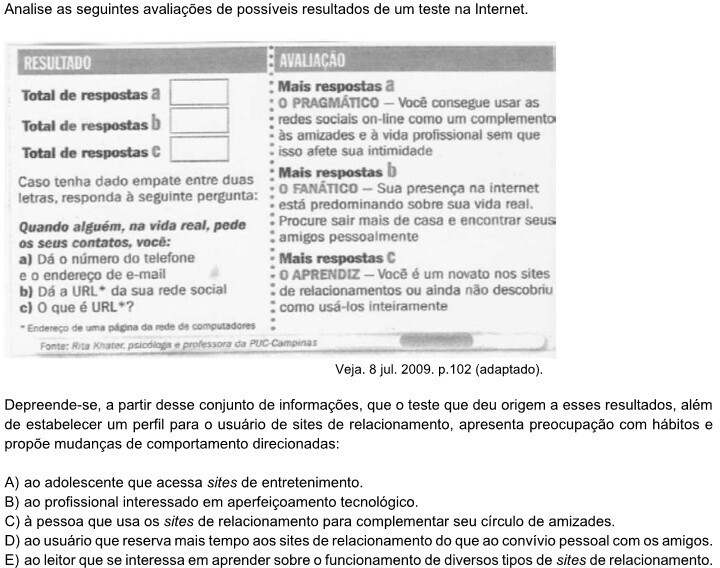 Analise as seguintes avaliações de possíveis resultados de um teste na Internet.
RESULTADO
Total de respostas a
Total de respostas b
Total de respostas c
Caso tenha dado empate entre duas
letras, responda à seguinte pergunta:
Quando alguém, na vida real, pede
os seus contatos, você:
a) Dá o número do telefone
e o endereço de e-mail
b) Dá a URL* da sua rede social
c) O que é URL*?
* Endereço de uma página da rede de computadores
Fonte: Rita Khater, psicóloga e professora da PUC-Campinas
AVALIAÇÃO
Mais respostas a
O PRAGMÁTICO — Você consegue usar as
redes sociais on-line como um complemento
às amizades e à vida profissional sem que
isso afete sua intimidade
Mais respostas b
O FANÁTICO — Sua presença na internet
está predominando sobre sua vida real.
Procure sair mais de casa e encontrar seus
amigos pessoalmente
Mais respostas C
O APRENDIZ — Você é um novato nos sites
de relacionamentos ou ainda não descobriu
como usá-los inteiramente
Veja. 8 jul. 2009. p.102 (adaptado).
Depreende-se, a partir desse conjunto de informações, que o teste que deu origem a esses resultados, além
de estabelecer um perfil para o usuário de sites de relacionamento, apresenta preocupação com hábitos e
propõe mudanças de comportamento direcionadas:
A) ao adolescente que acessa sites de entretenimento.
B) ao profissional interessado em aperfeiçoamento tecnológico.
C) à pessoa que usa os sites de relacionamento para complementar seu círculo de amizades.
D) ao usuário que reserva mais tempo aos sites de relacionamento do que ao convívio pessoal com os amigos.
E) ao leitor que se interessa em aprender sobre o funcionamento de diversos tipos de sites de relacionamento.